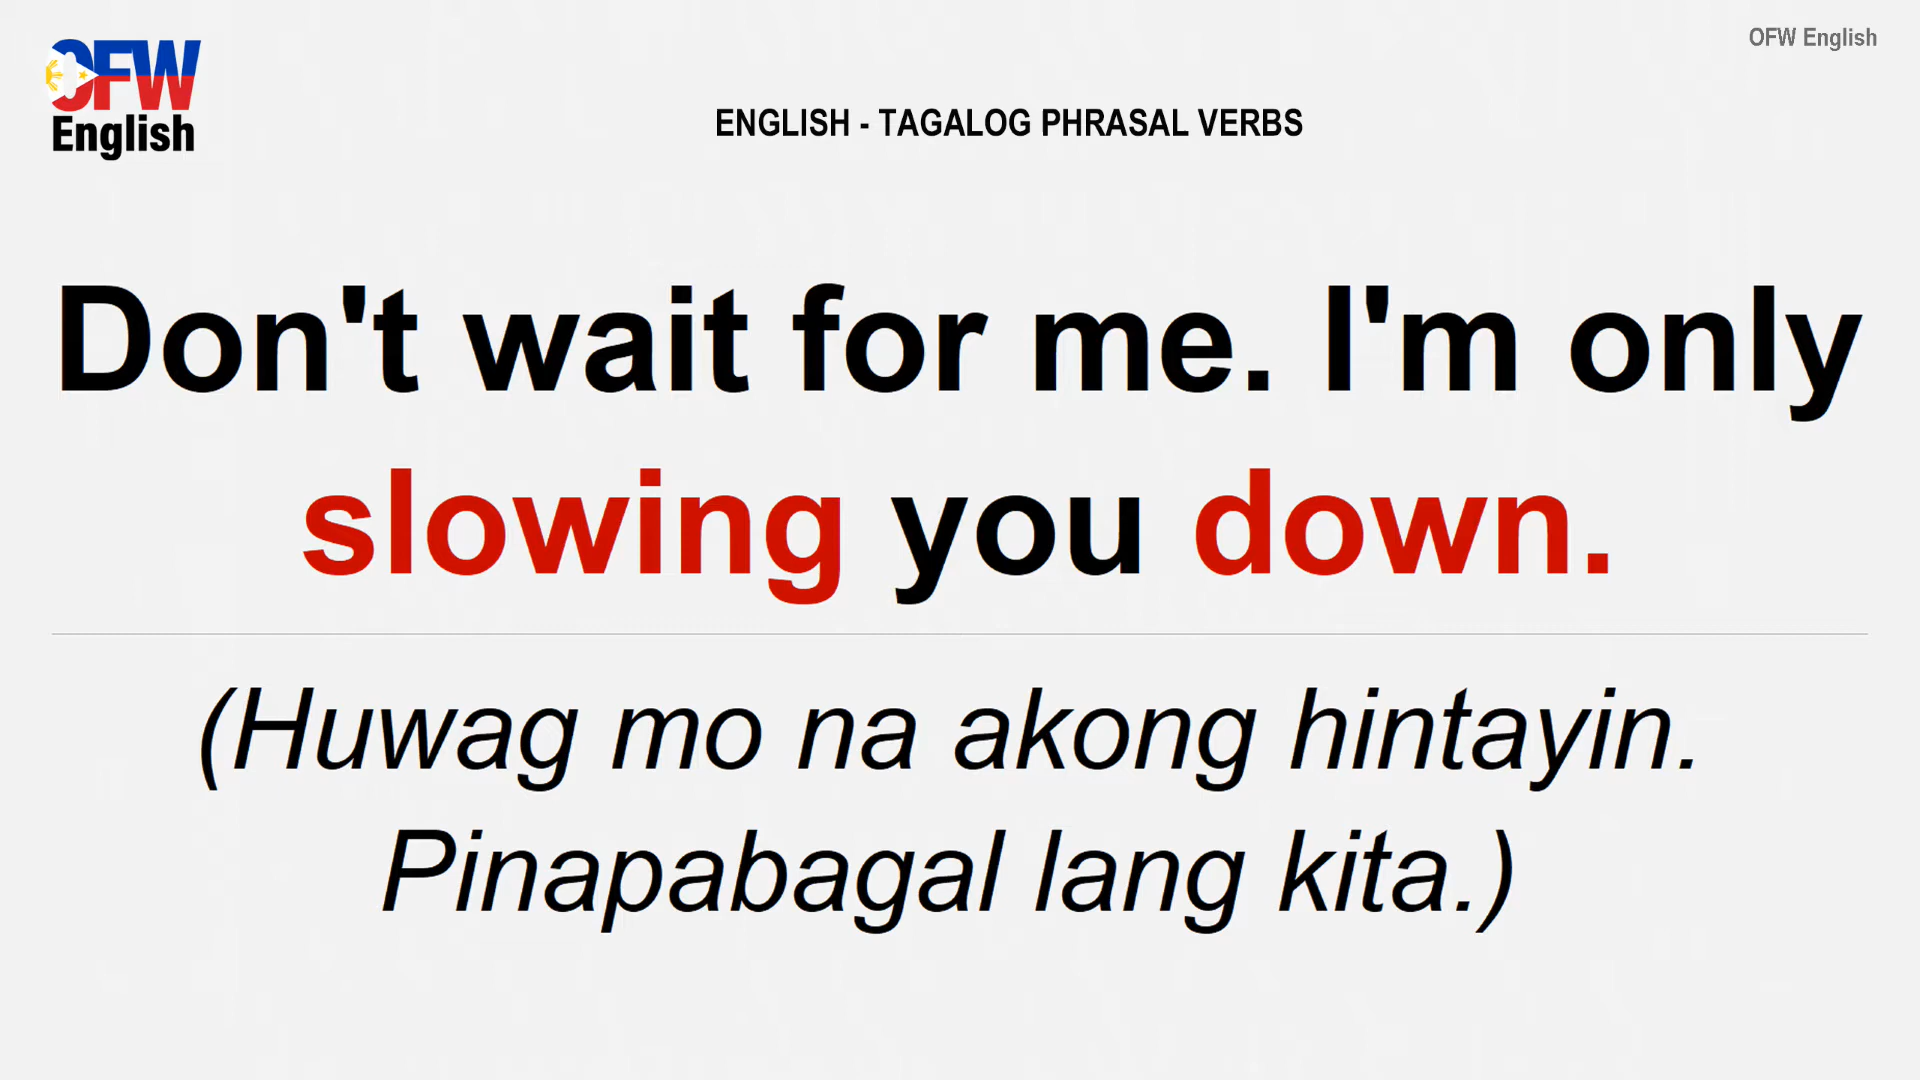 OFW
English
OFW English
ENGLISH - TAGALOG PHRASAL VERBS
Don't wait for me. I'm only
slowing you down.
(Huwag mo na akong hintayin.
Pinapabagal lang kita.)